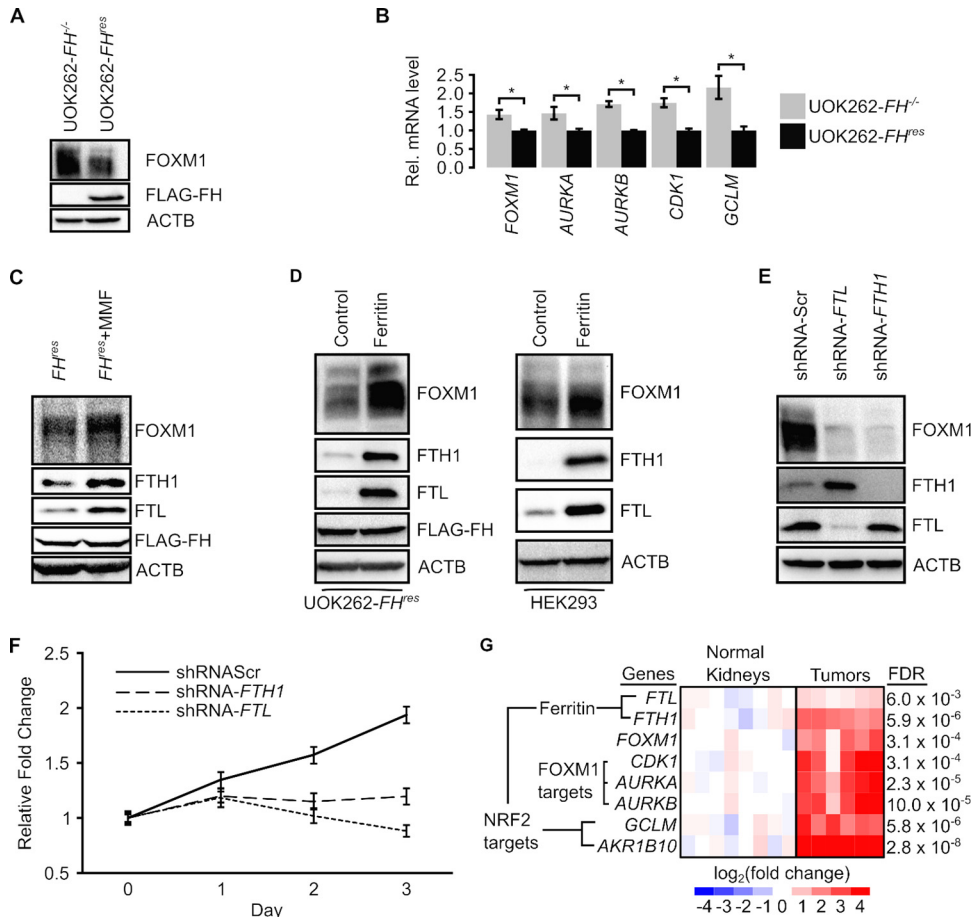 A
UOK262-FH-/-
UOK262-FHres
FOXM1
FLAG-FH
ACTB
B
Rel. mRNA level
2.5
2.0
1.5
1.0
0
* * * * *
FOXM1
AURKA
AURKB
CDK1
GCLM
UOK262-FH-/-
UOK262-FHres
C
FHres
FHres+MMF
FOXM1
FTH1
FTL
FLAG-FH
ACTB
D
Control
Ferritin
FOXM1
FTH1
FTL
FLAG-FH
ACTB
UOK262-FHres
Control
Ferritin
FOXM1
FTH1
FTL
ACTB
HEK293
E
shRNA-Scr
shRNA-FTL
shRNA-FTH1
FOXM1
FTH1
FTL
ACTB
F
Relative Fold Change
2.5
2
1.5
1
0.5
shRNAScr
shRNA-FTH1
shRNA-FTL
0 1 2 3
Day
G
Normal
Genes Kidneys Tumors FDR
Ferritin
FTL 6.0 x 10-3
FTH1 5.9 x 10-6
FOXM1 3.1 x 10-4
FOXM1
targets
CDK1 3.1 x 10-4
AURKA 2.3 x 10-5
AURKB 10.0 x 10-5
NRF2
targets
GCLM 5.8 x 10-6
AKR1B10 2.8 x 10-8
log2(fold change)
-4 -3 -2 -1 0 1 2 3 4